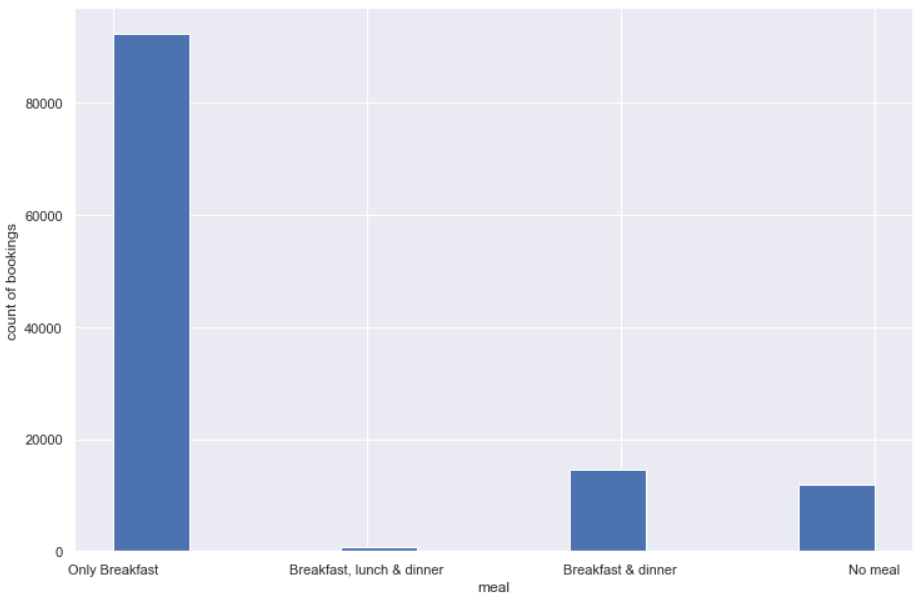 80000
60000
count of bookings
40000
20000
0
Only Breakfast
Breakfast, lunch & dinner
Breakfast & dinner
No meal
meal